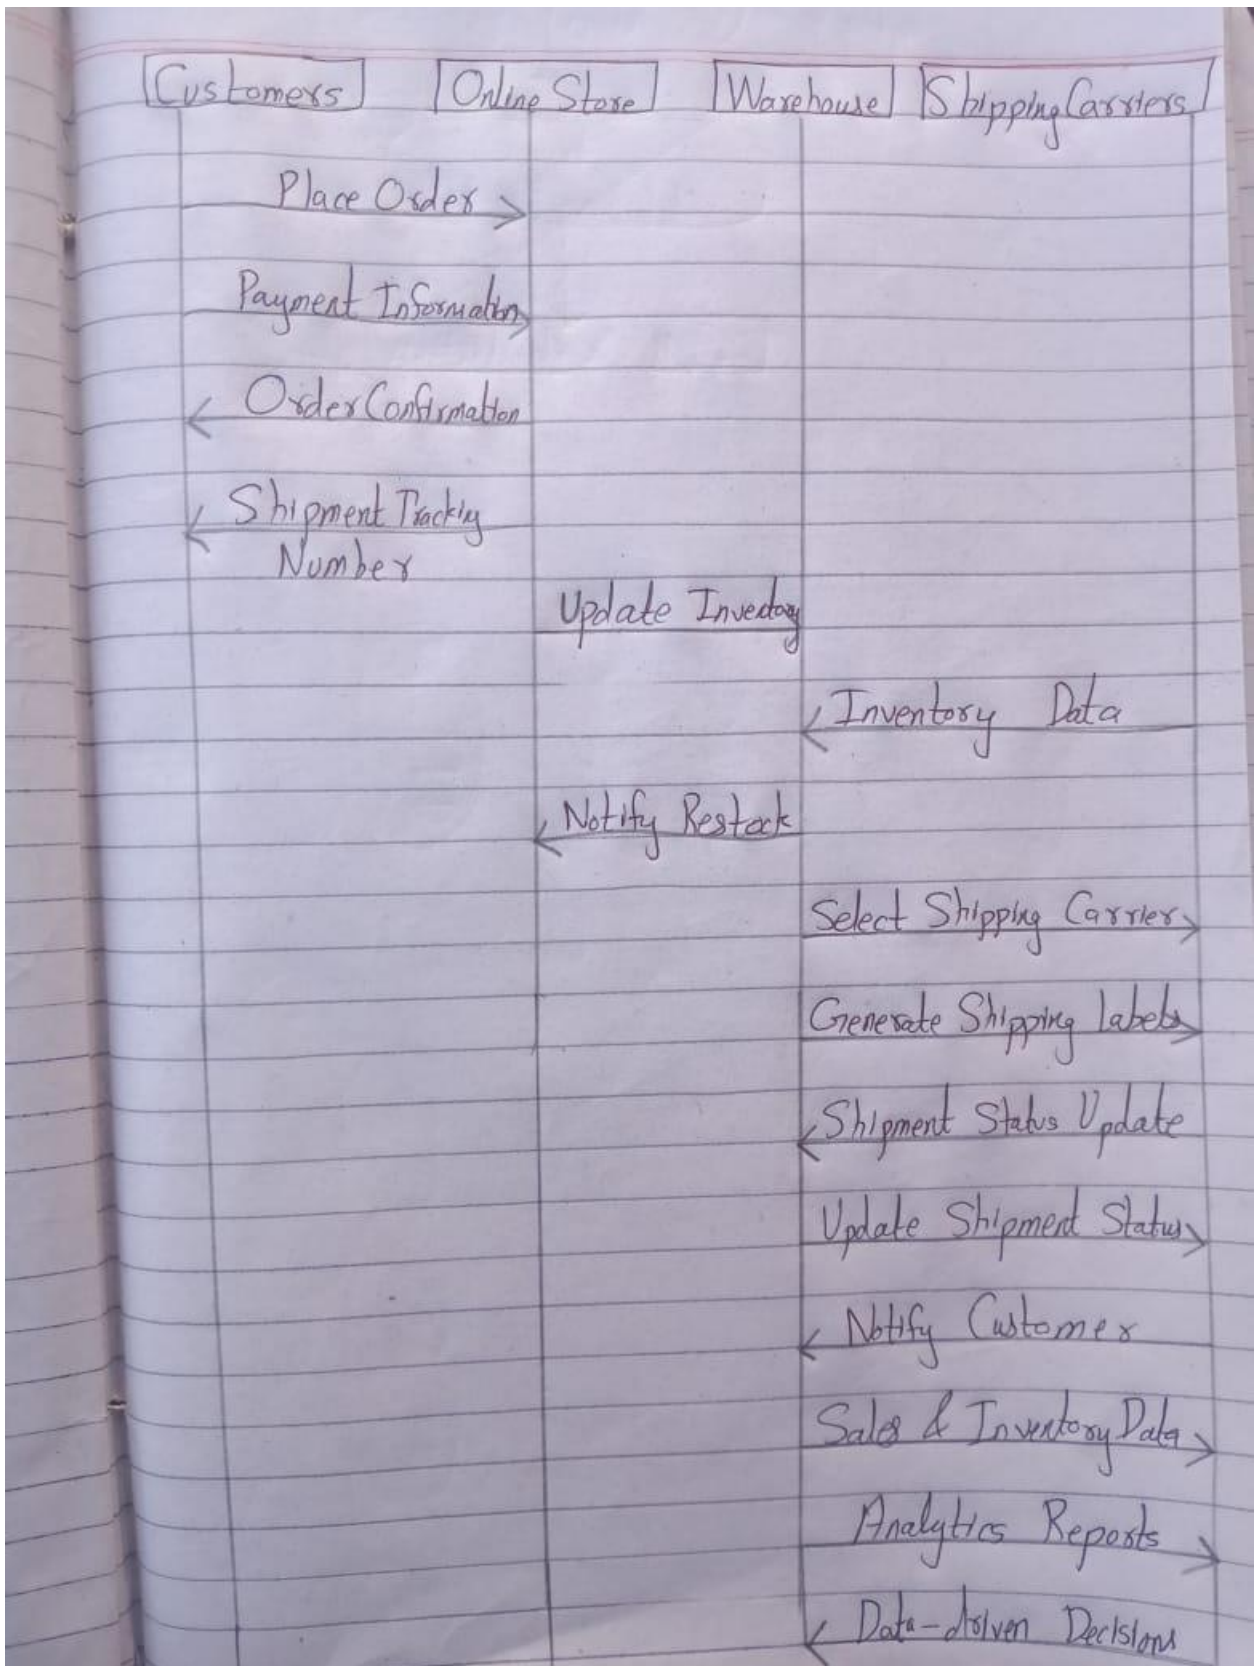 Customers Online Store Warehouse Shipping Carriers
Place Order
Payment Information
Order Confirmation
Shipment Tracking
Number
Update Inventory
Inventory Data
Notify Restock
Select Shipping Carrier
Generate Shipping Labels
Shipment Status Update
Update Shipment Status
Notify Customer
Sales & Inventory Data
Analytics Reports
Data-driven Decisions